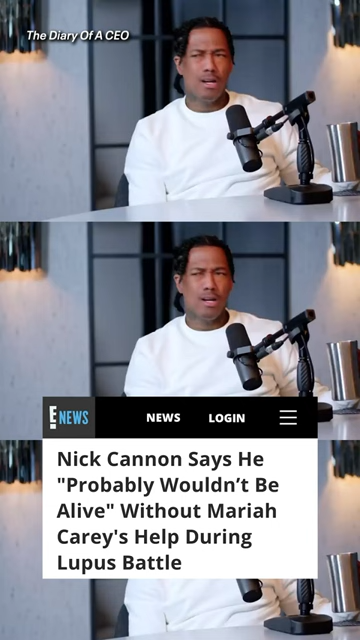 The Diary Of A CEO
E NEWS
NEWS
LOGIN
Nick Cannon Says He
"Probably Wouldn’t Be
Alive" Without Mariah
Carey's Help During
Lupus Battle